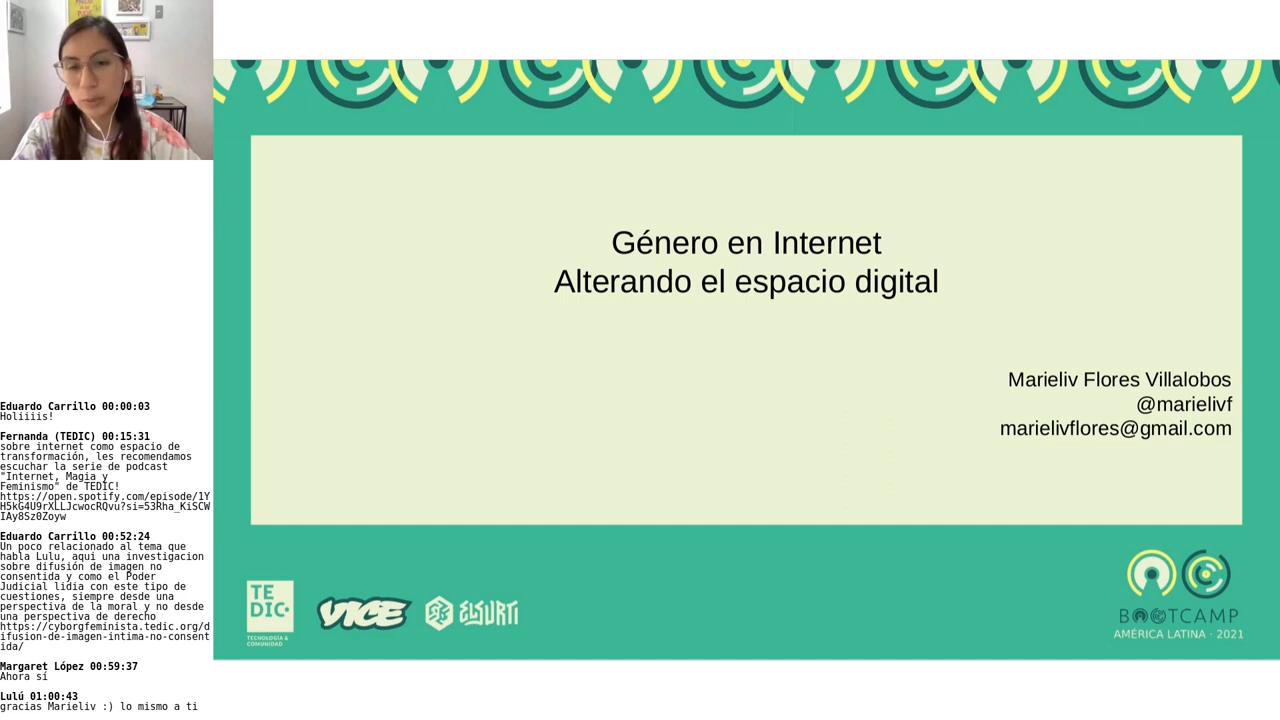 Género en Internet
Alterando el espacio digital
Marieliv Flores Villalobos
@marielivf
marielivflores@gmail.com
TE
DIC
TECNOLOGÍA &
COMUNIDAD
VICE
ELSURTI
BOOTCAMP
AMÉRICA LATINA · 2021
Eduardo Carrillo 00:00:03
Holiiiis!
Fernanda (TEDIC) 00:15:31
sobre internet como espacio de
transformación, les recomendamos
escuchar la serie de podcast
"Internet, Magia y
Feminismo" de TEDIC!
https://open.spotify.com/episode/1Y
H5kG4U9rXLLJcwocRQvu?si=53Rha_KiSCW
IAy8Sz0Zoyw
Eduardo Carrillo 00:52:24
Un poco relacionado al tema que
habla Lulu, aqui una investigacion
sobre difusión de imagen no
consentida y como el Poder
Judicial lidia con este tipo de
cuestiones, siempre desde una
perspectiva de la moral y no desde
una perspectiva de derecho
https://cyborgfeminista.tedic.org/d
ifusion-de-imagen-intima-no-consent
ida/
Margaret López 00:59:37
Ahora sí
Lulú 01:00:43
gracias Marieliv :) lo mismo a ti